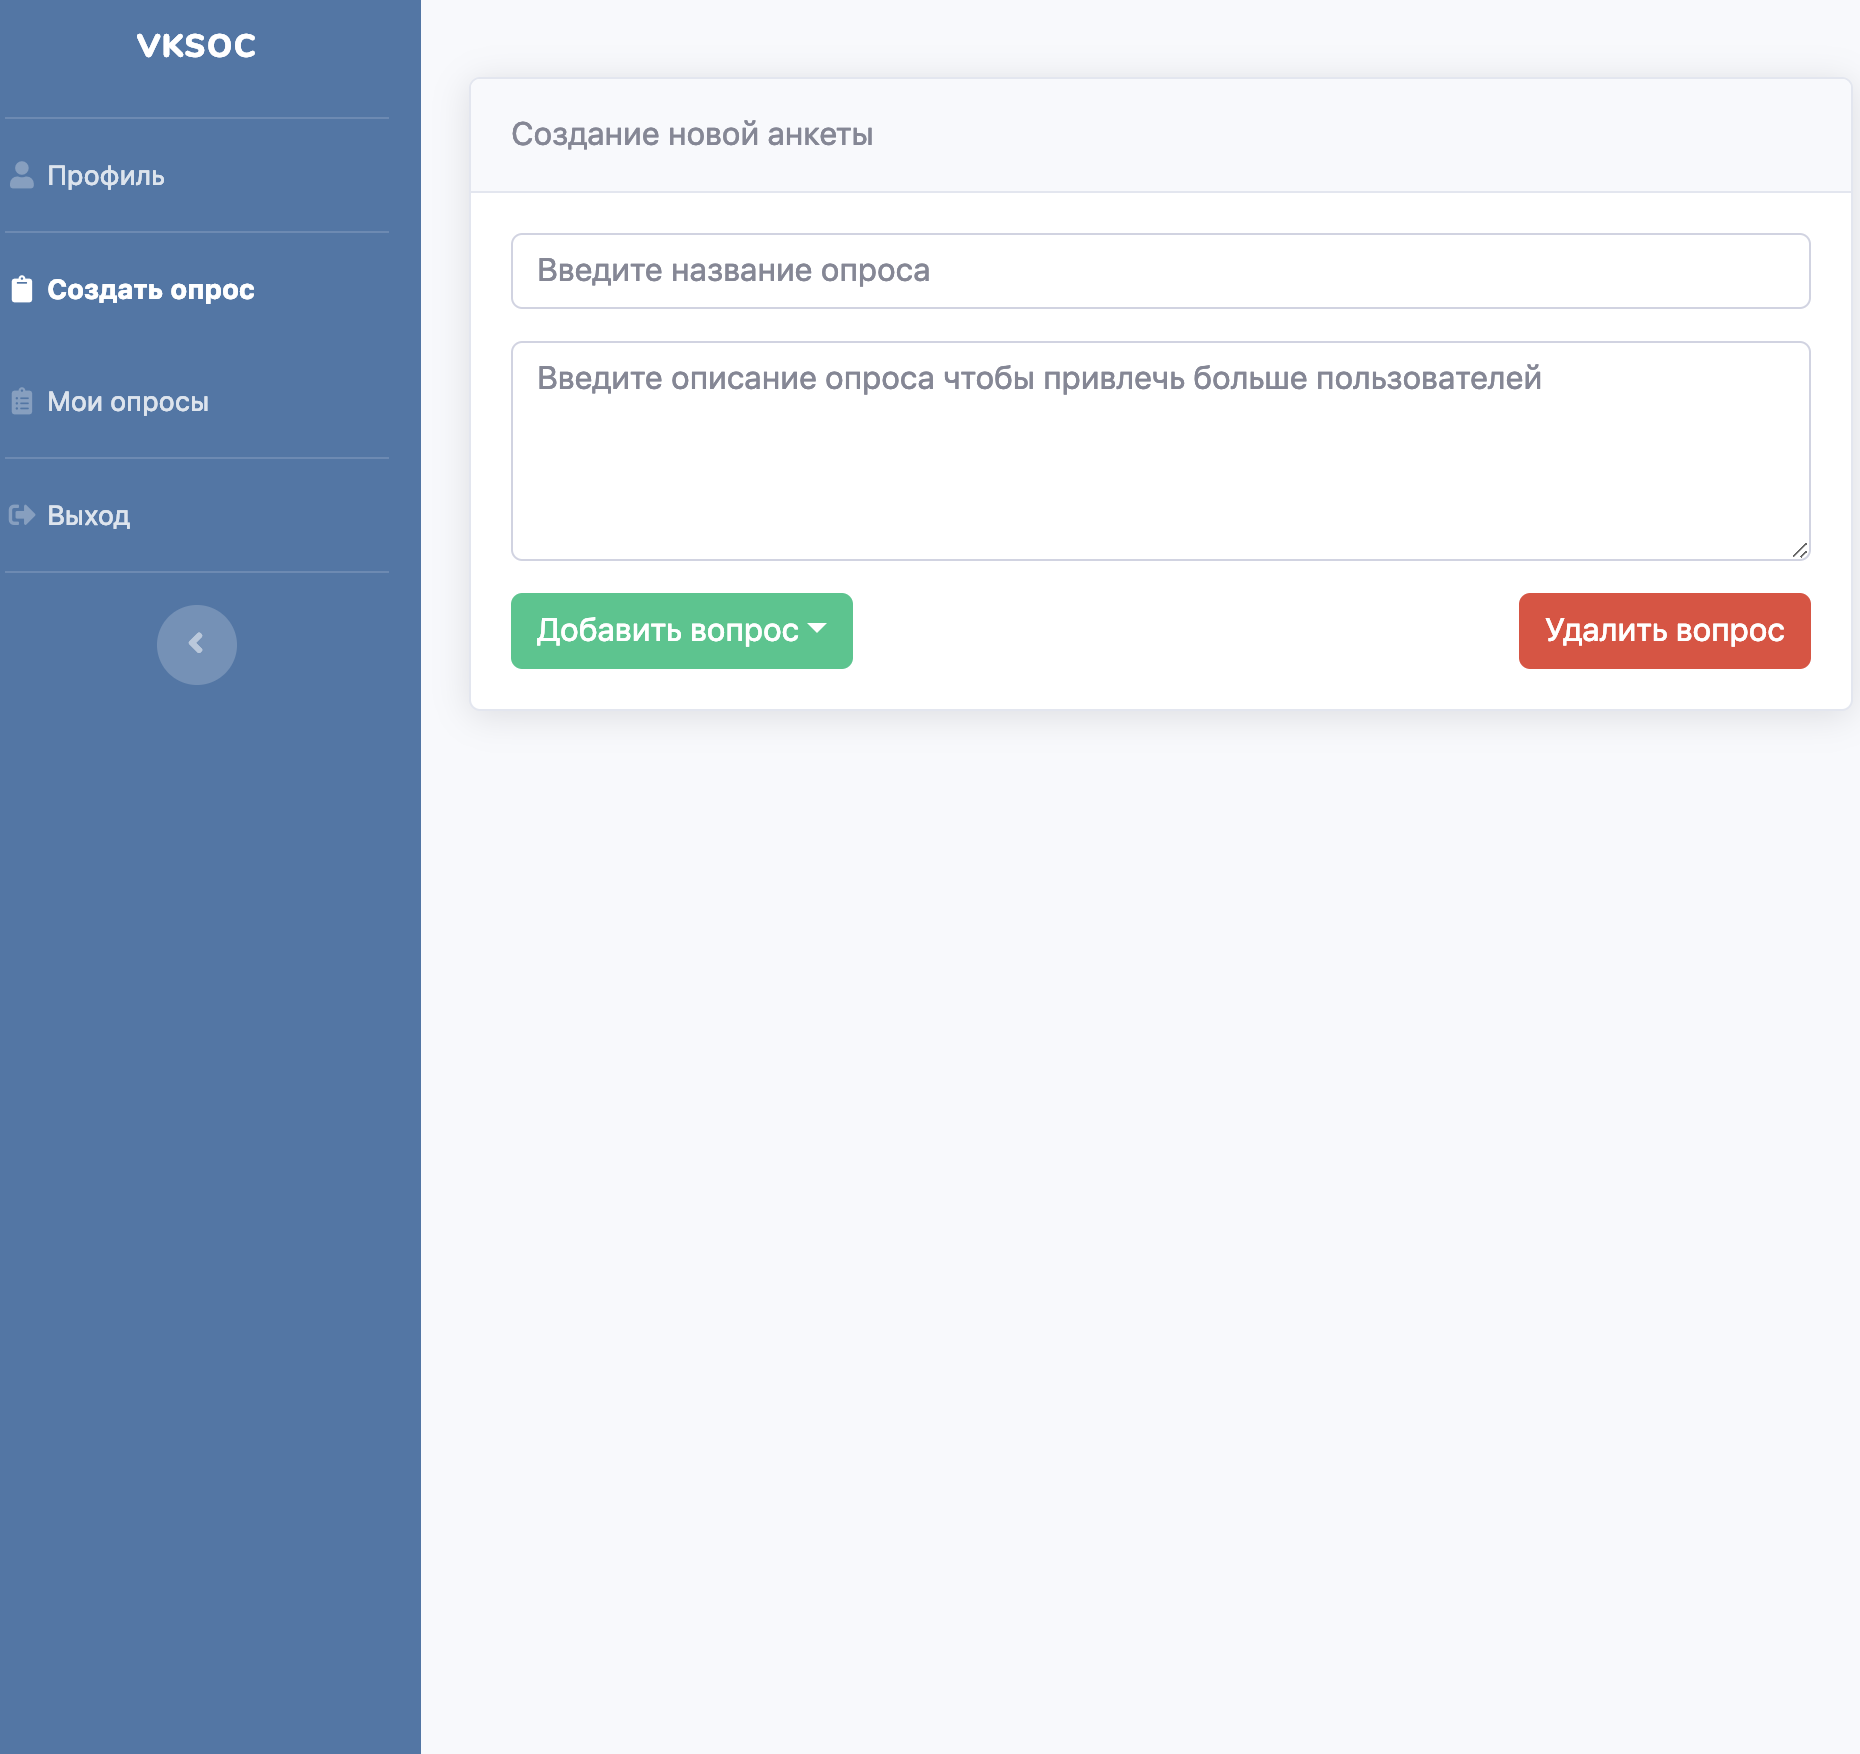 VKSOC
Профиль
Создать опрос
Мои опросы
Выход
Создание новой анкеты
Введите название опроса
Введите описание опроса чтобы привлечь больше пользователей
Добавить вопрос
Удалить вопрос